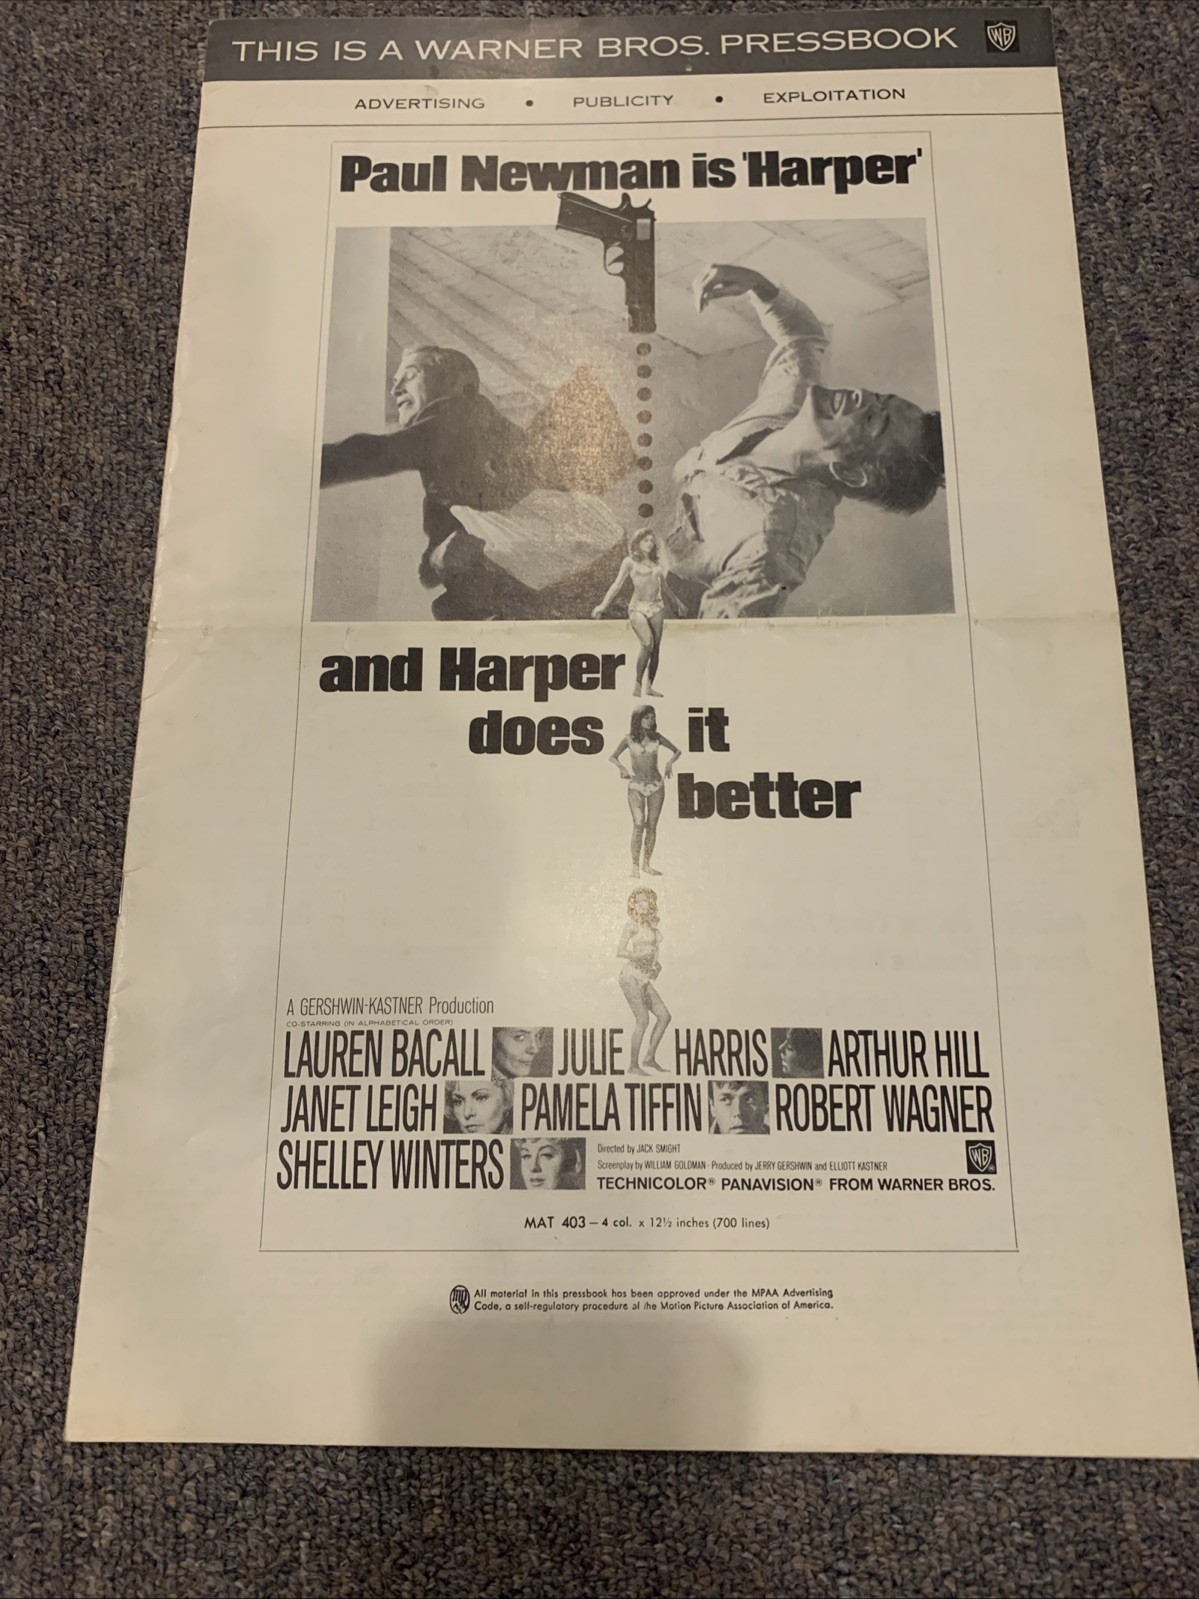 THIS IS A WARNER BROS. PRESSBOOK WB
ADVERTISING • PUBLICITY • EXPLOITATION
Paul Newman is 'Harper'
and Harper
does it
better
A GERSHWIN-KASTNER Production
CO-STARRING (IN ALPHABETICAL ORDER)
LAUREN BACALL JULIE HARRIS ARTHUR HILL
JANET LEIGH PAMELA TIFFIN ROBERT WAGNER
SHELLEY WINTERS
Directed by JACK SMIGHT
Screenplay by WILLIAM GOLDMAN · Produced by JERRY GERSHWIN and ELLIOTT KASTNER
WB
TECHNICOLOR® PANAVISION® FROM WARNER BROS.
MAT 403 — 4 col. x 12½ inches (700 lines)
All material in this pressbook has been approved under the MPAA Advertising
Code, a self-regulatory procedure of the Motion Picture Association of America.